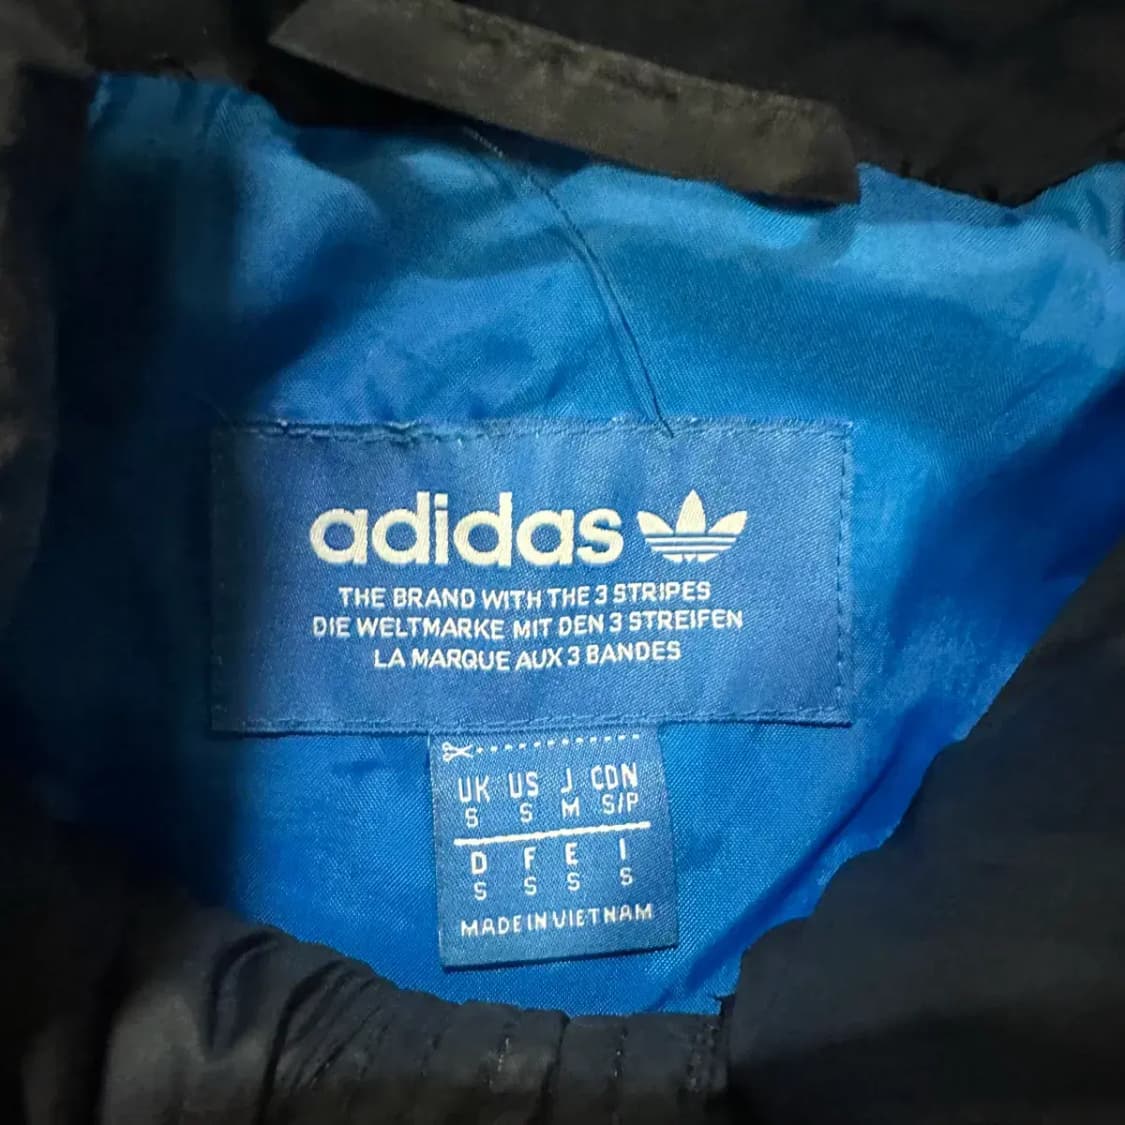 adidas
THE BRAND WITH THE 3 STRIPES
DIE WELTMARKE MIT DEN 3 STREIFEN
LA MARQUE AUX 3 BANDES
UK US J CDN
S S M S/P
D F E I
S S S S
MADE IN VIETNAM